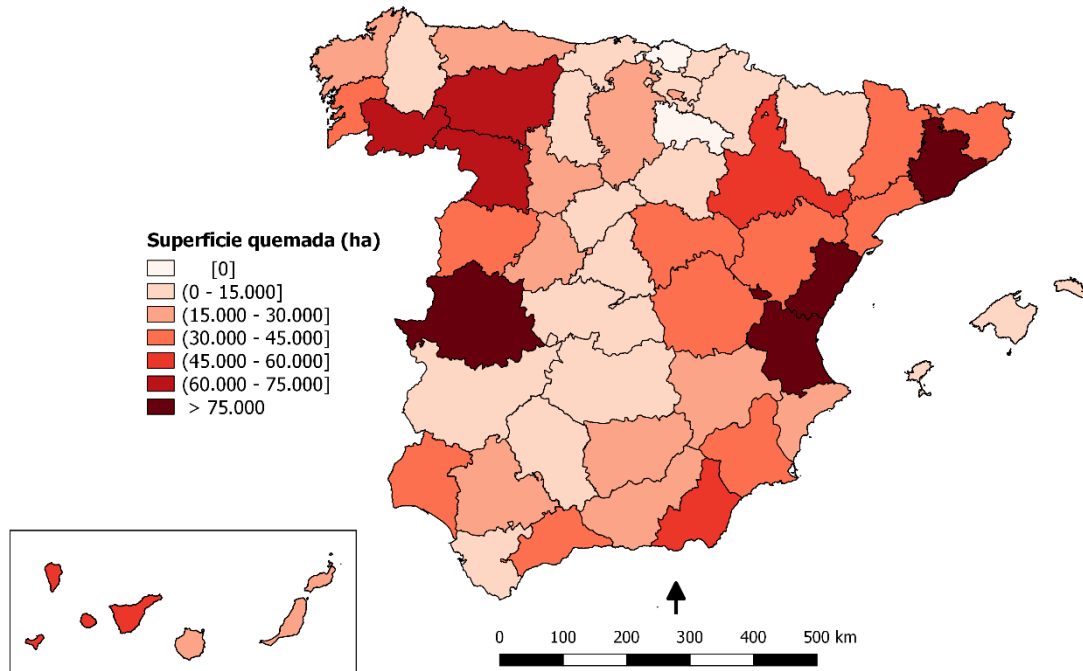 Superficie quemada (ha)
[0]
(0 - 15.000]
(15.000 - 30.000]
(30.000 - 45.000]
(45.000 - 60.000]
(60.000 - 75.000]
> 75.000
0 100 200 300 400 500 km